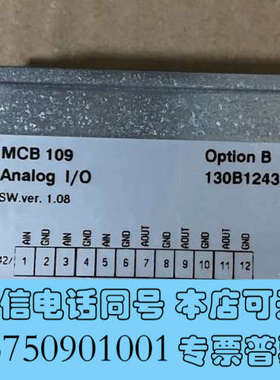 MCB 109 Option B
Analog I/O 130B1243
SW.ver. 1.08
AIN GND AIN GND AIN GND AOUT GND AOUT GND AOUT GND
42/ 1 2 3 4 5 6 7 8 9 10 11 12
信电话同号 本店可
750901001 专票普票